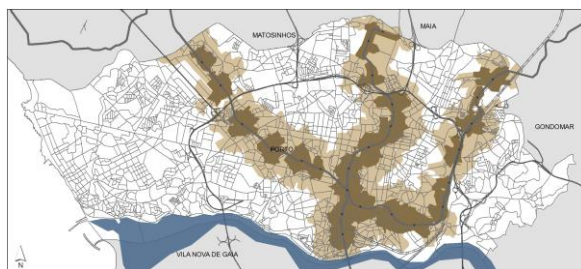 MATOSINHOS
MAIA
GONDOMAR
PORTO
VILA NOVA DE GAIA
N